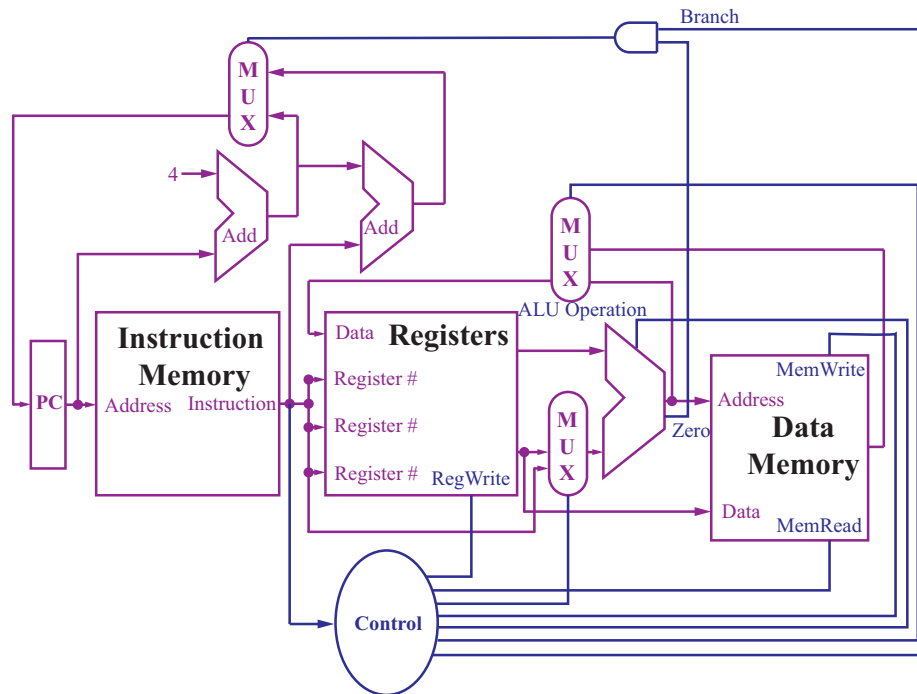 Branch
M
U
X
4
Add
Add
M
U
X
ALU Operation
Instruction
Memory
Data
Registers
MemWrite
PC
Address
Instruction
Register #
Register #
Register #
RegWrite
M
U
X
Zero
Address
Data
Memory
Data
MemRead
Control